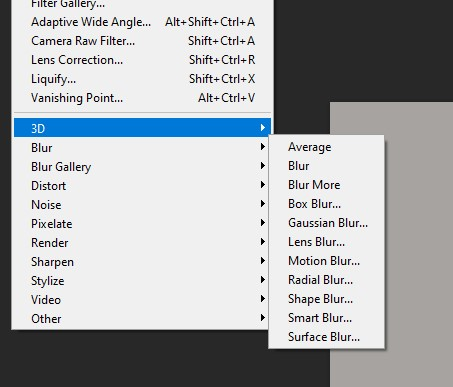 Filter Gallery...
Adaptive Wide Angle... Alt+Shift+Ctrl+A
Camera Raw Filter... Shift+Ctrl+A
Lens Correction... Shift+Ctrl+R
Liquify... Shift+Ctrl+X
Vanishing Point... Alt+Ctrl+V
3D
Blur
Blur Gallery
Distort
Noise
Pixelate
Render
Sharpen
Stylize
Video
Other
Average
Blur
Blur More
Box Blur...
Gaussian Blur...
Lens Blur...
Motion Blur...
Radial Blur...
Shape Blur...
Smart Blur...
Surface Blur...